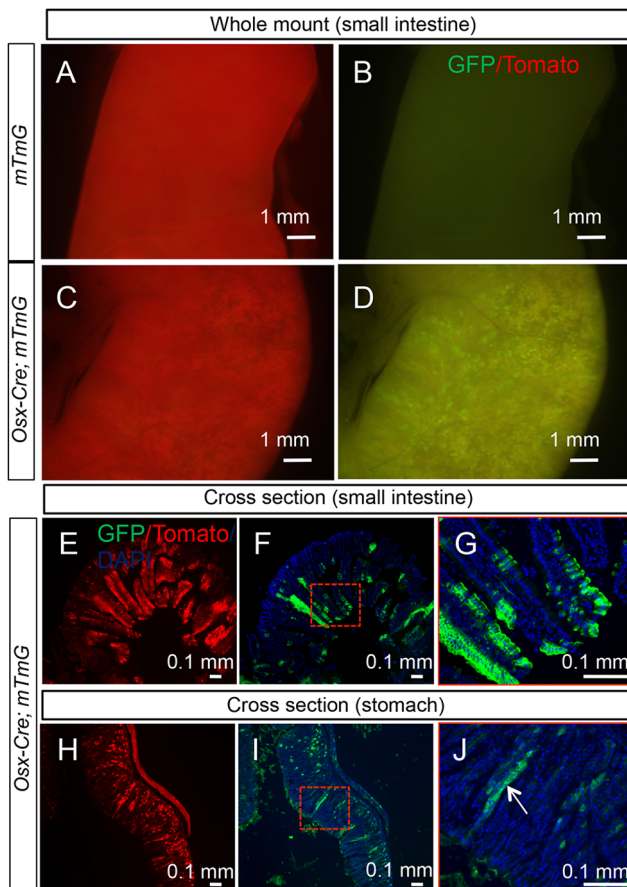 Whole mount (small intestine)
mTmG
A
B
GFP/Tomato
1 mm
1 mm
Osx-Cre; mTmG
C
D
1 mm
1 mm
Cross section (small intestine)
Osx-Cre; mTmG
E
GFP/Tomato/
DAPI
F
G
0.1 mm
0.1 mm
0.1 mm
Cross section (stomach)
H
I
J
0.1 mm
0.1 mm
0.1 mm